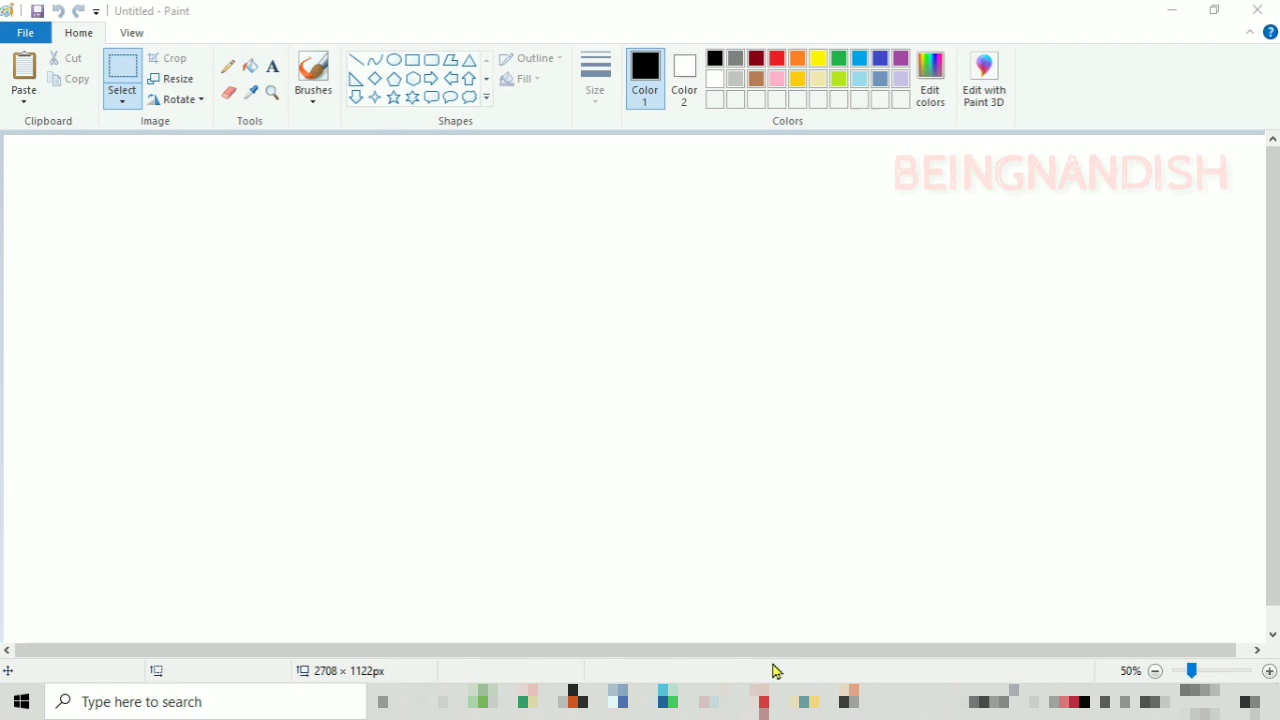 Untitled - Paint
File Home View
Paste
Cut
Copy
Clipboard
Select
Crop
Resize
Rotate
Image
Tools
Brushes
Shapes
Outline
Fill
Size
Color 1
Color 2
Edit colors
Colors
Edit with Paint 3D
BEINGNANDISH
2708 × 1122px
50%
Type here to search